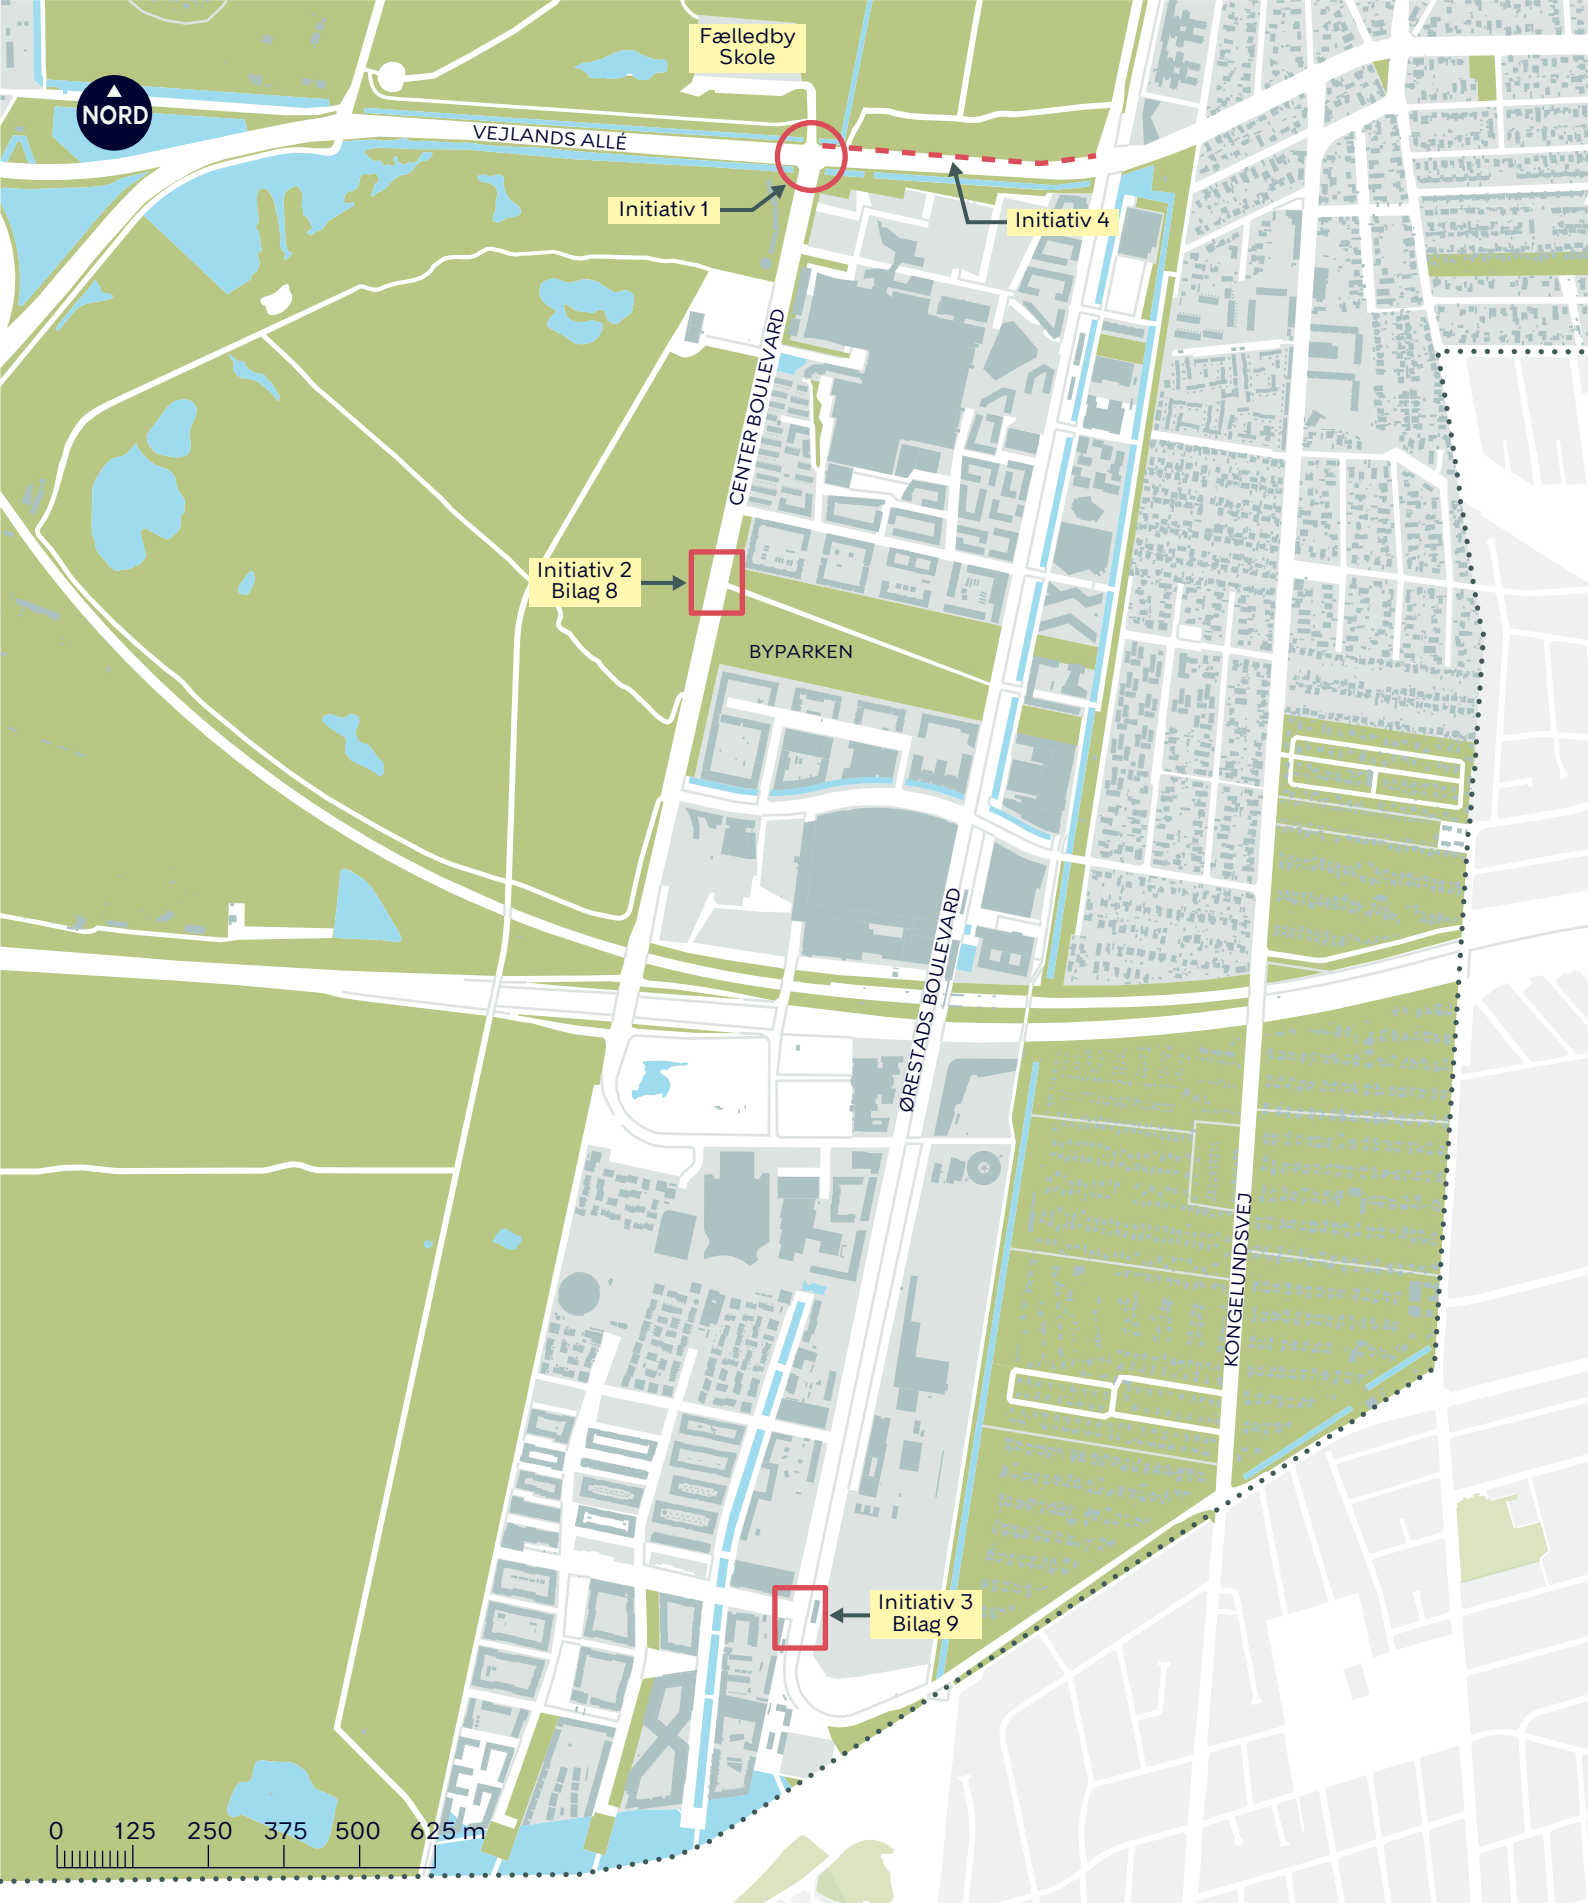 Fælledby
Skole
NORD
VEJLANDS ALLÉ
Initiativ 1
Initiativ 4
CENTER BOULEVARD
Initiativ 2
Bilag 8
BYPARKEN
ØRESTADS BOULEVARD
KONGELUNDSVEJ
Initiativ 3
Bilag 9
0 125 250 375 500 625 m